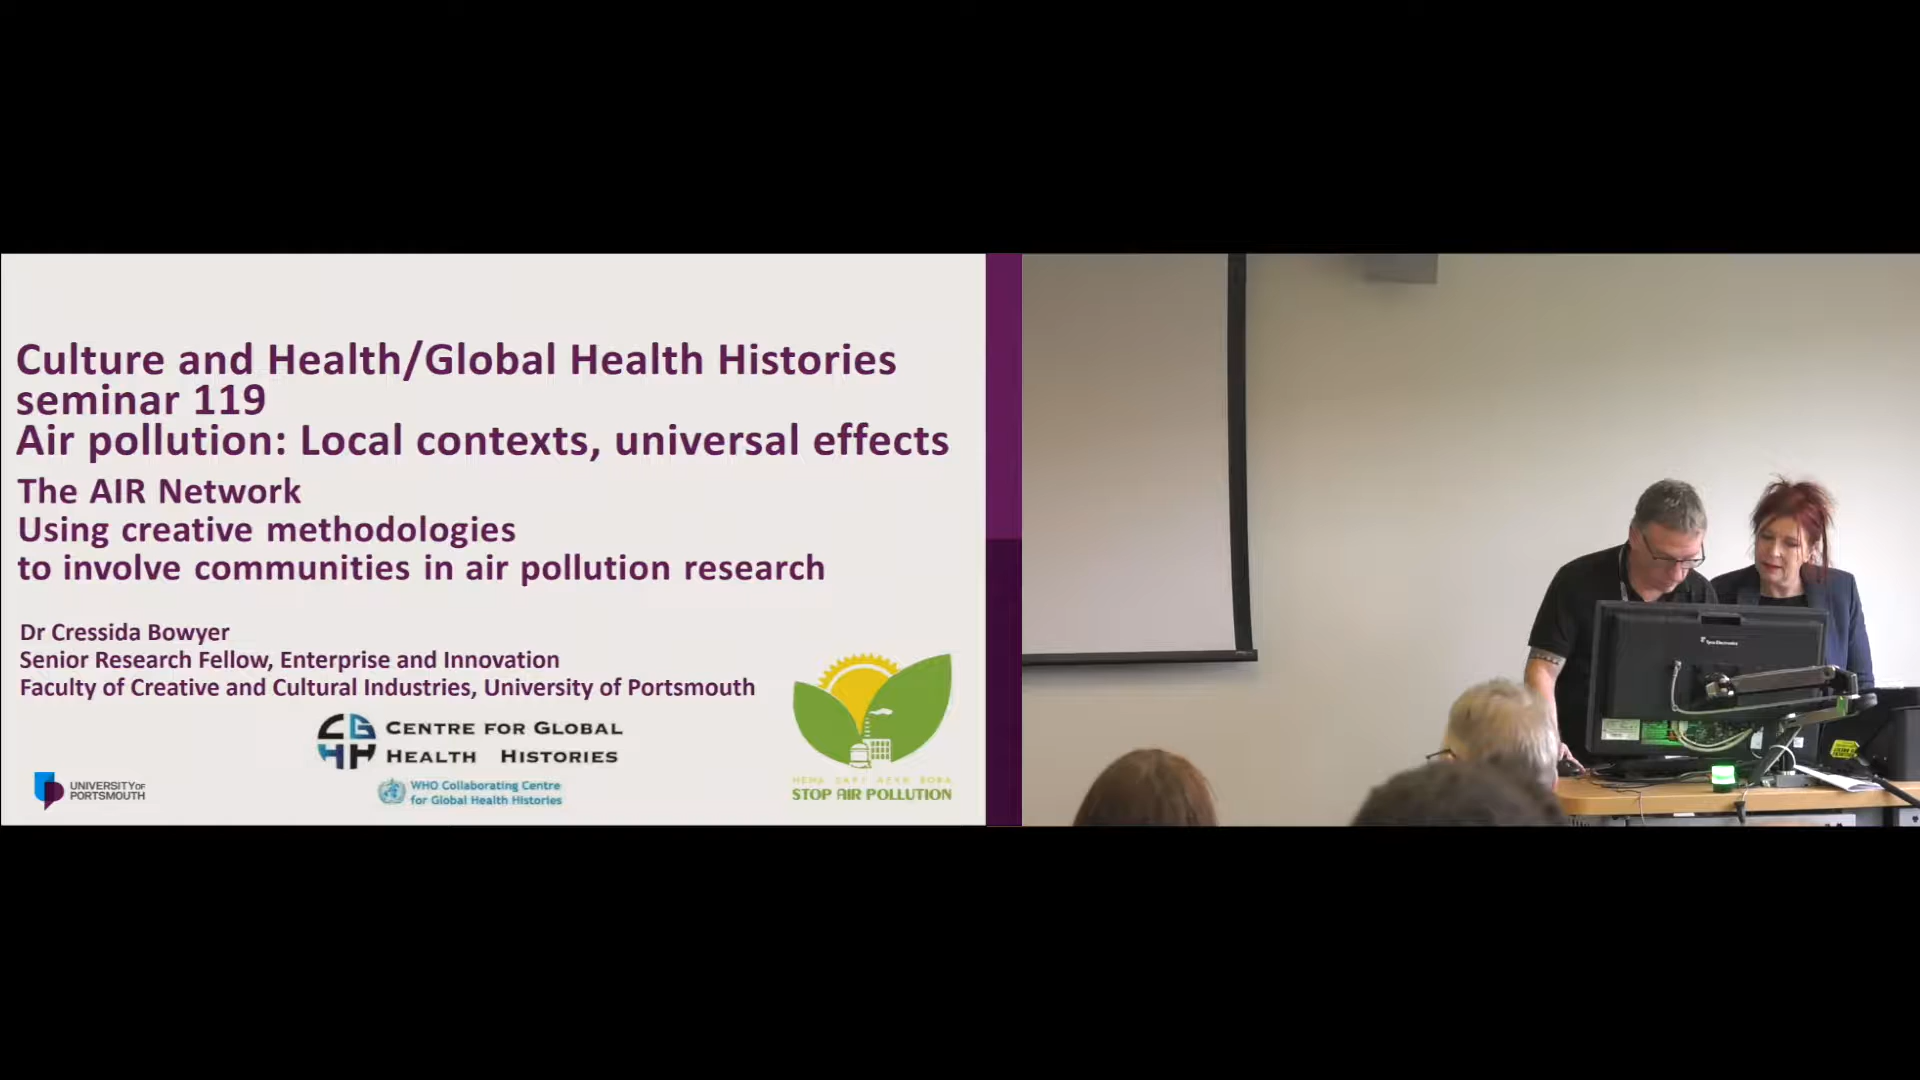 Culture and Health/Global Health Histories
seminar 119
Air pollution: Local contexts, universal effects
The AIR Network
Using creative methodologies
to involve communities in air pollution research
Dr Cressida Bowyer
Senior Research Fellow, Enterprise and Innovation
Faculty of Creative and Cultural Industries, University of Portsmouth
CENTRE FOR GLOBAL
HEALTH HISTORIES
WHO Collaborating Centre
for Global Health Histories
UNIVERSITY OF
PORTSMOUTH
STOP AIR POLLUTION